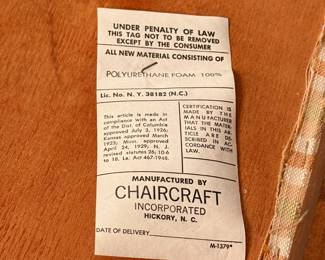 UNDER PENALTY OF LAW
THIS TAG NOT TO BE REMOVED
EXCEPT BY THE CONSUMER
ALL NEW MATERIAL CONSISTING OF
POLYURETHANE FOAM 100%
Lic. No. N. Y. 38182 (N.C.)
This article is made in
compliance with an Act
of the Dist. of Columbia
approved July 3, 1926;
Kansas approved March
1923; Minn. approved
April 24, 1929; N. J.
revised statutes 26; 10-6
to 18. La. Act 467-1948.
CERTIFICATION IS
MADE BY THE
MANUFACTURER
THAT THE MATER-
IALS IN THIS AR-
TICLE ARE DE-
SCRIBED IN AC-
CORDANCE WITH
LAW.
MANUFACTURED BY
CHAIRCRAFT
INCORPORATED
HICKORY, N. C.
DATE OF DELIVERY
M-1379*